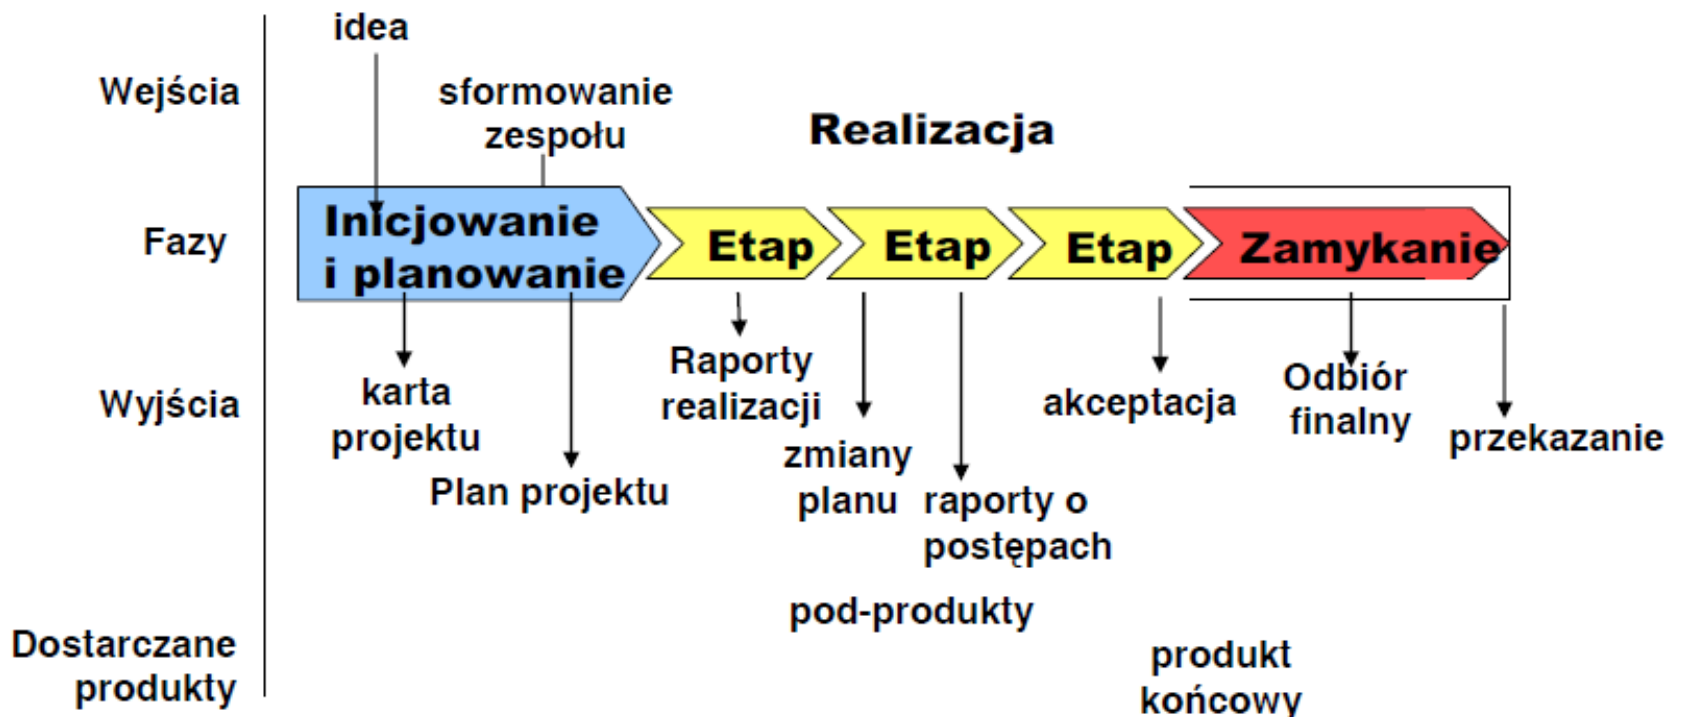 idea
Wejścia
sformowanie
zespołu
Realizacja
Fazy
Inicjowanie
i planowanie
Etap
Etap
Etap
Zamykanie
Wyjścia
karta
projektu
Plan projektu
Raporty
realizacji
zmiany
planu
raporty o
postępach
akceptacja
Odbiór
finalny
przekazanie
Dostarczane
produkty
pod-produkty
produkt
końcowy